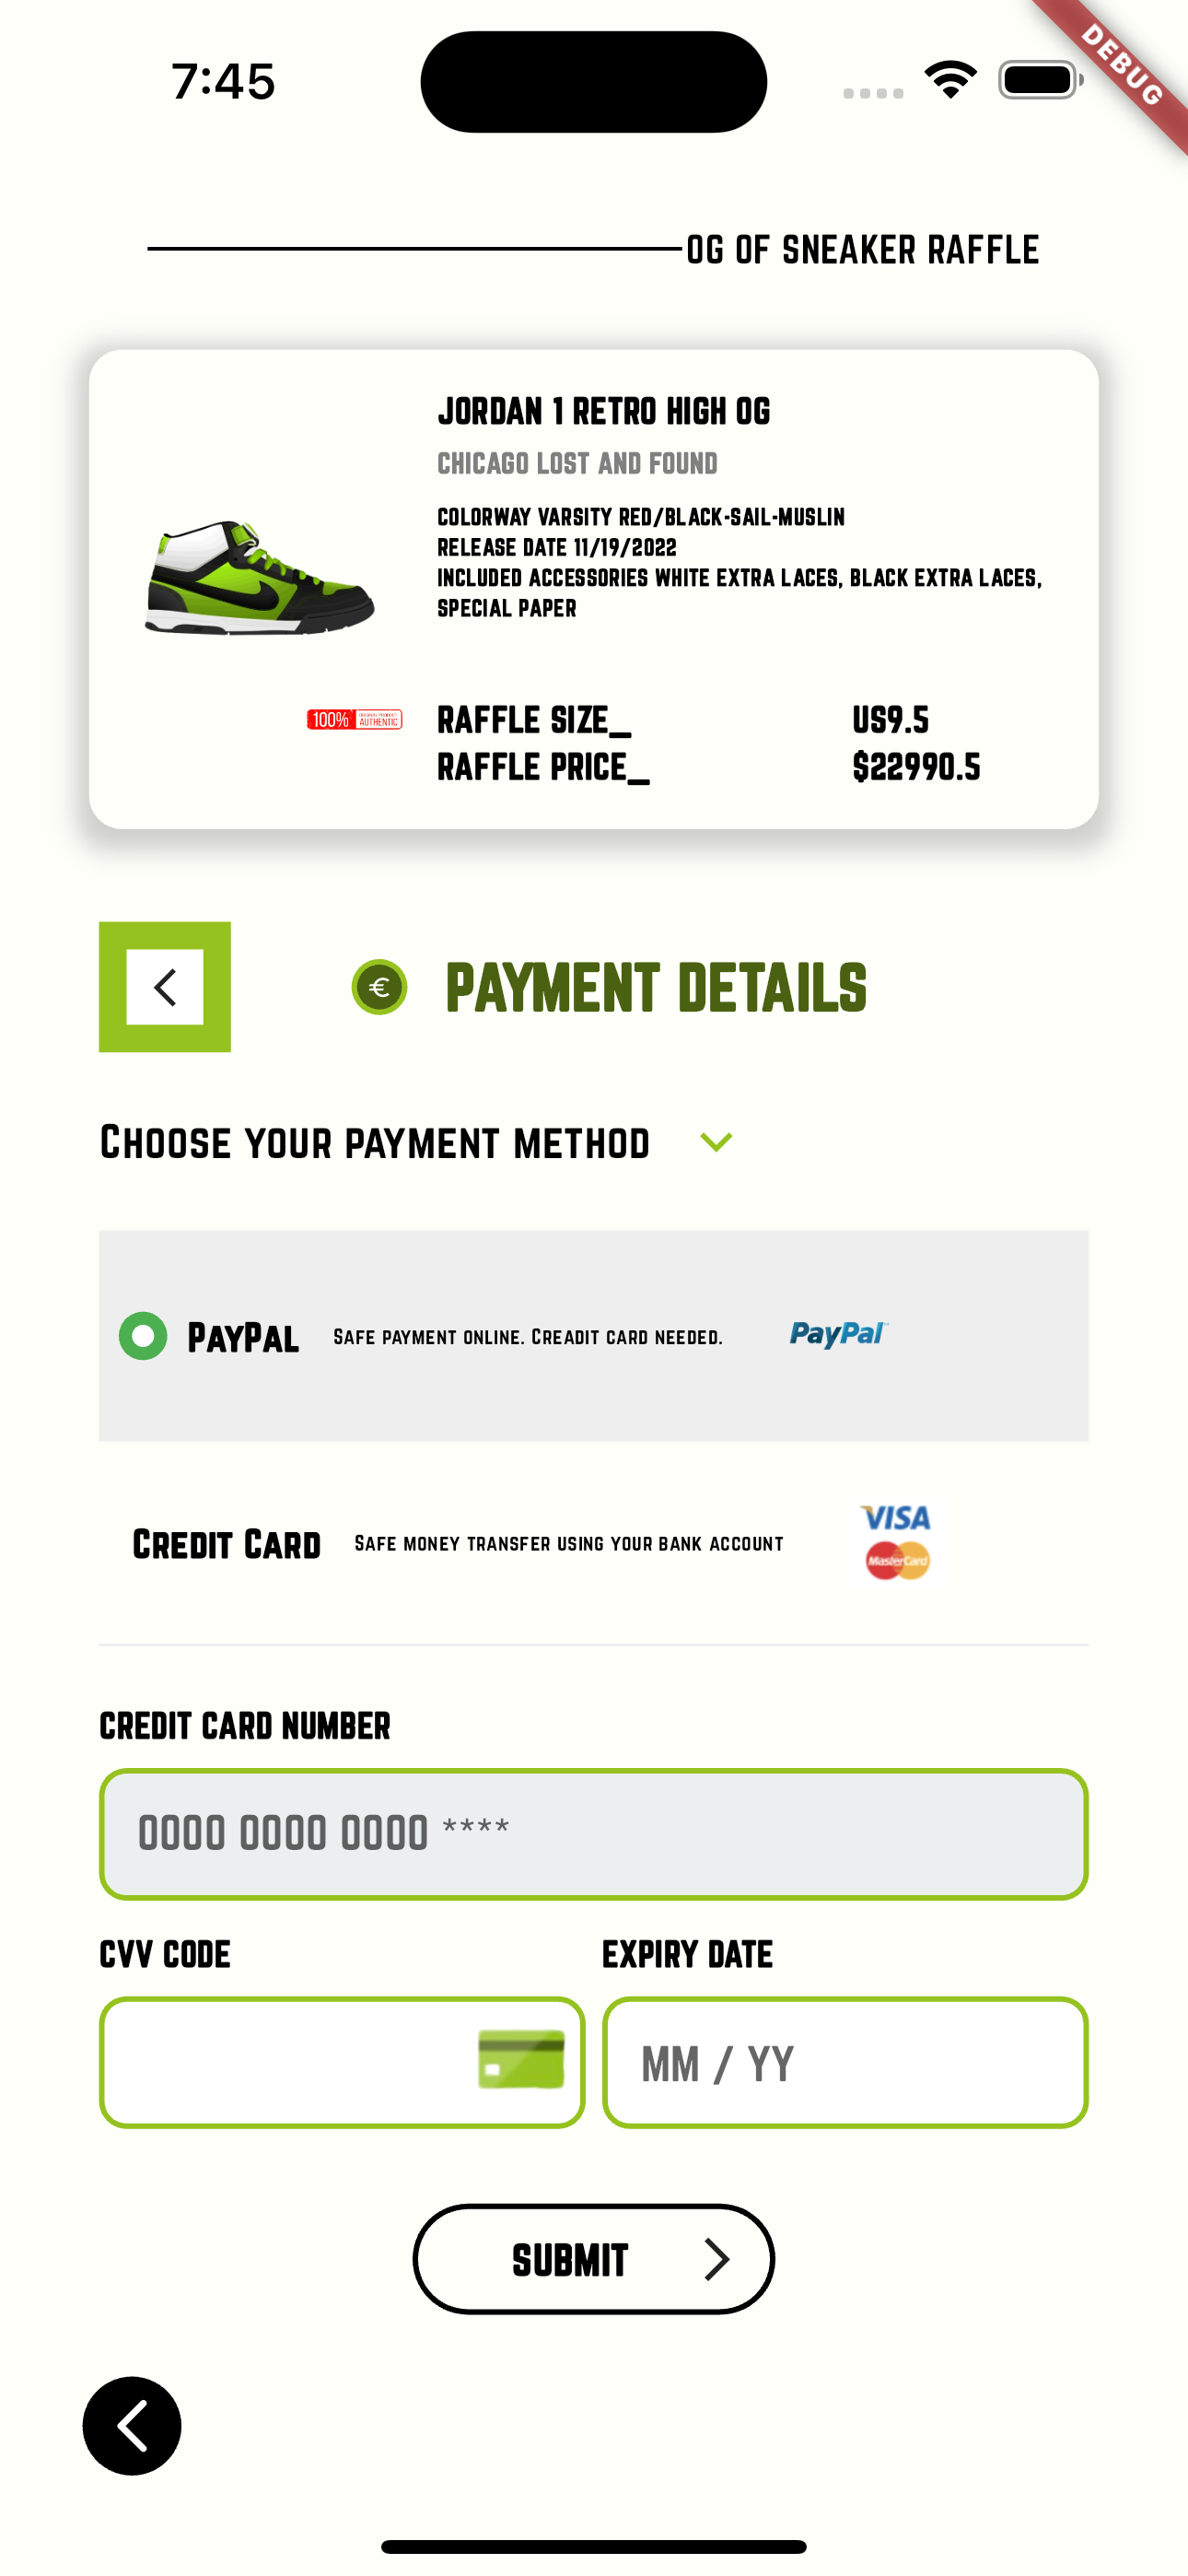 7:45
DEBUG
OG OF SNEAKER RAFFLE
JORDAN 1 RETRO HIGH OG
CHICAGO LOST AND FOUND
COLORWAY VARSITY RED/BLACK-SAIL-MUSLIN
RELEASE DATE 11/19/2022
INCLUDED ACCESSORIES WHITE EXTRA LACES, BLACK EXTRA LACES,
SPECIAL PAPER
100% ORIGINAL PRODUCT AUTHENTIC
RAFFLE SIZE_ US9.5
RAFFLE PRICE_ $22990.5
€ PAYMENT DETAILS
Choose your payment method
PayPal Safe payment online. Creadit card needed. PayPal
Credit Card Safe money transfer using your bank account VISA
MasterCard
CREDIT CARD NUMBER
0000 0000 0000 ****
CVV CODE EXPIRY DATE
MM / YY
SUBMIT